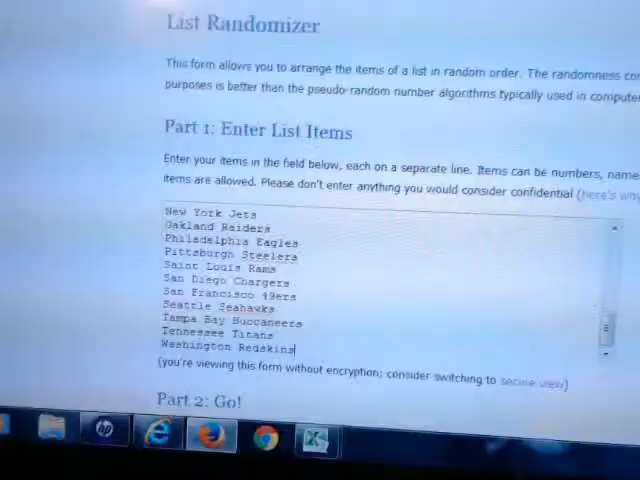 List Randomizer
This form allows you to arrange the items of a list in random order. The randomness
purposes is better than the pseudo-random number algorithms typically used in
Part 1: Enter List Items
Enter your items in the field below, each on a separate line. Items can be numbers,
items are allowed. Please don't enter anything you would consider confidential (here's why
New York Jets
Oakland Raiders
Philadelphia Eagles
Pittsburgh Steelers
Saint Louis Rams
San Diego Chargers
San Francisco 49ers
Seattle Seahawks
Tampa Bay Buccaneers
Tennessee Titans
Washington Redskins
(you're viewing this form without encryption; consider switching to secure view)
Part 2: Go!
hp